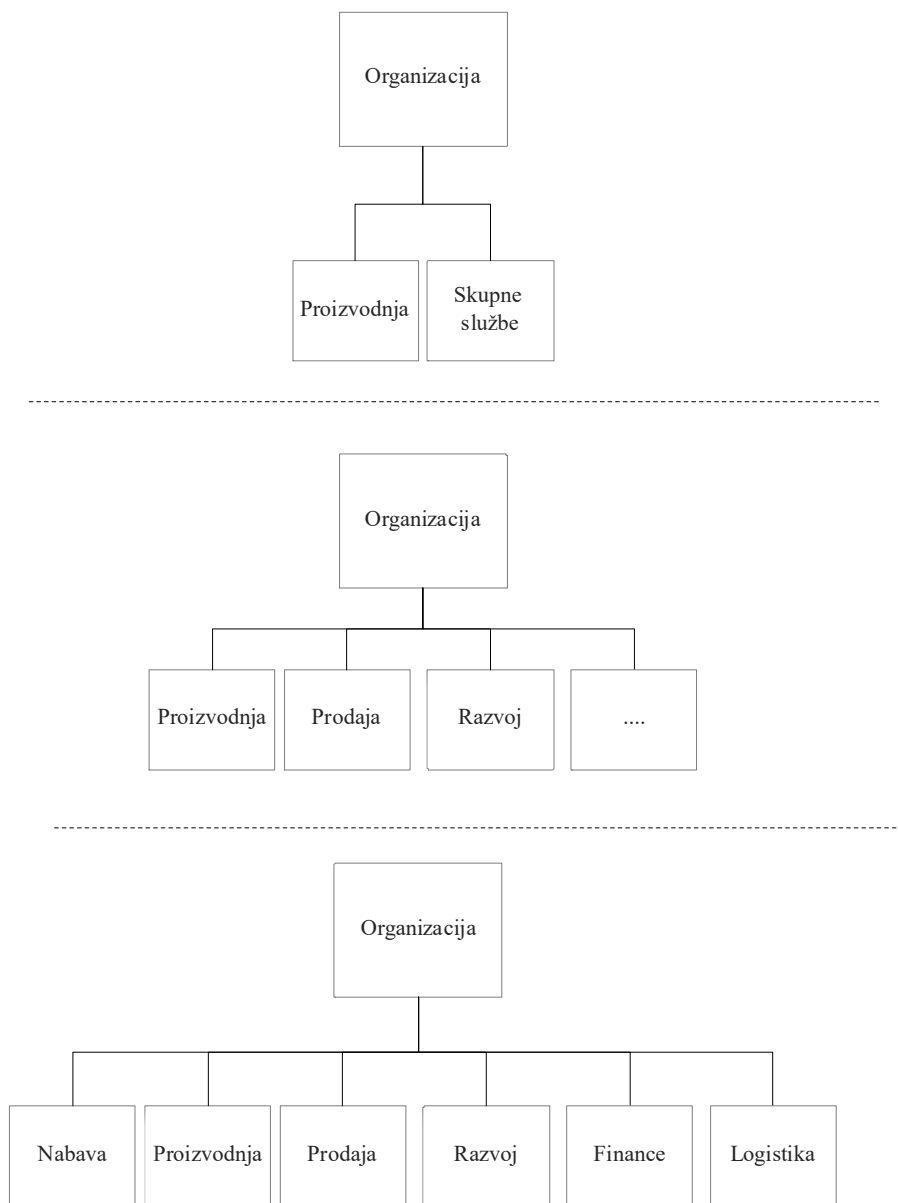 Organizacija
Proizvodnja
Skupne
službe
Organizacija
Proizvodnja
Prodaja
Razvoj
....
Organizacija
Nabava
Proizvodnja
Prodaja
Razvoj
Finance
Logistika